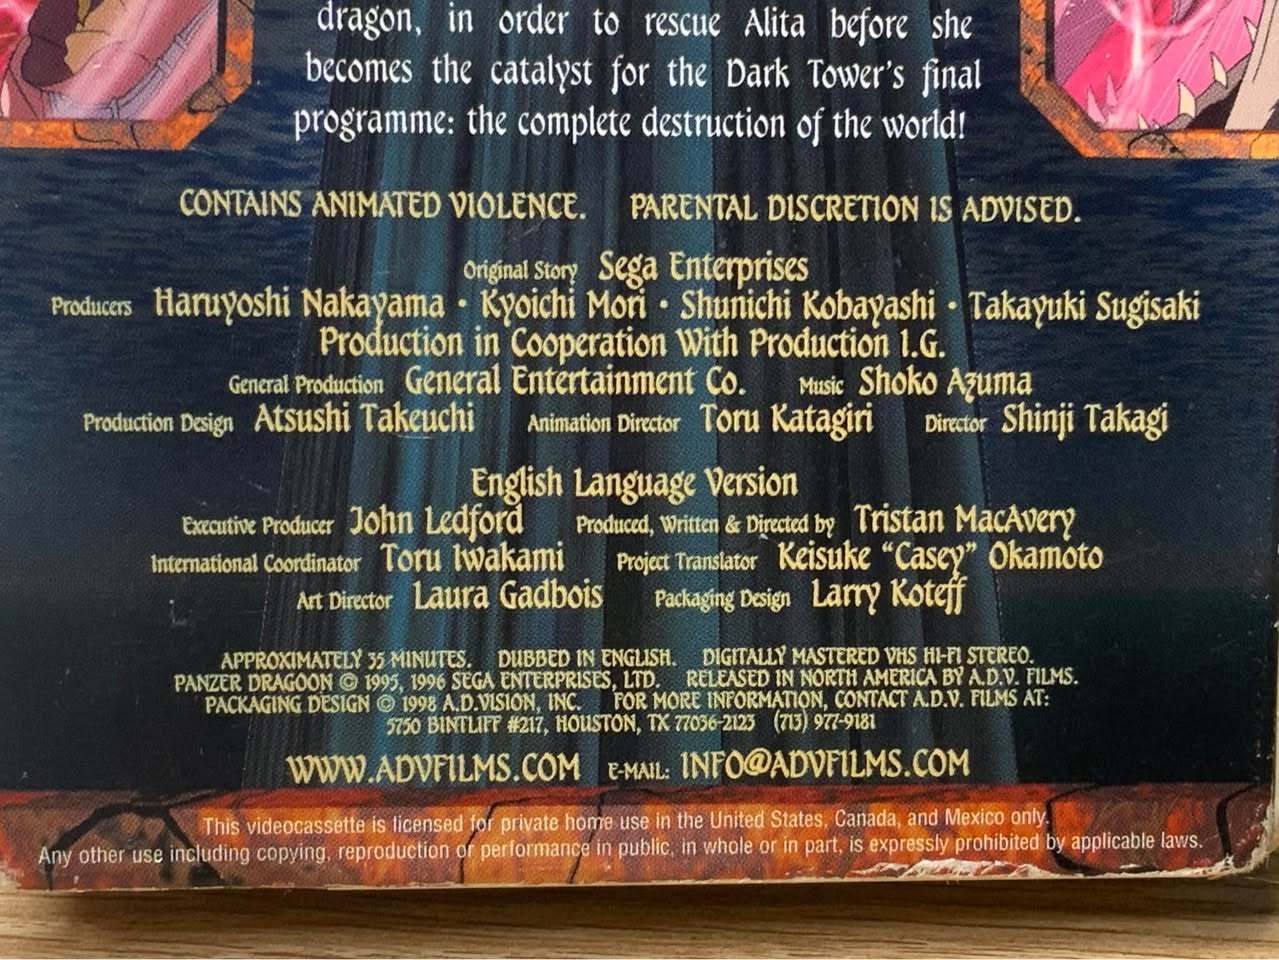 dragon, in order to rescue Alita before she
becomes the catalyst for the Dark Tower's final
programme: the complete destruction of the world!
CONTAINS ANIMATED VIOLENCE. PARENTAL DISCRETION IS ADVISED.
Original Story Sega Enterprises
Producers Haruyoshi Nakayama • Kyoichi Mori • Shunichi Kobayashi • Takayuki Sugisaki
Production in Cooperation With Production I.G.
General Production General Entertainment Co. Music Shoko Azuma
Production Design Atsushi Takeuchi Animation Director Toru Katagiri Director Shinji Takagi
English Language Version
Executive Producer John Ledford Produced, Written & Directed by Tristan MacAvery
International Coordinator Toru Iwakami Project Translator Keisuke "Casey" Okamoto
Art Director Laura Gadbois Packaging Design Larry Koteff
APPROXIMATELY 35 MINUTES. DUBBED IN ENGLISH. DIGITALLY MASTERED VHS HI-FI STEREO.
PANZER DRAGOON © 1995, 1996 SEGA ENTERPRISES, LTD. RELEASED IN NORTH AMERICA BY A.D.V. FILMS.
PACKAGING DESIGN © 1998 A.D.VISION, INC. FOR MORE INFORMATION, CONTACT A.D.V. FILMS AT:
5750 BINTLIFF #217, HOUSTON, TX 77036-2123 (713) 977-9181
WWW.ADVFILMS.COM E-MAIL: INFO@ADVFILMS.COM
This videocassette is licensed for private home use in the United States, Canada, and Mexico only.
Any other use including copying, reproduction or performance in public, in whole or in part, is expressly prohibited by applicable laws.